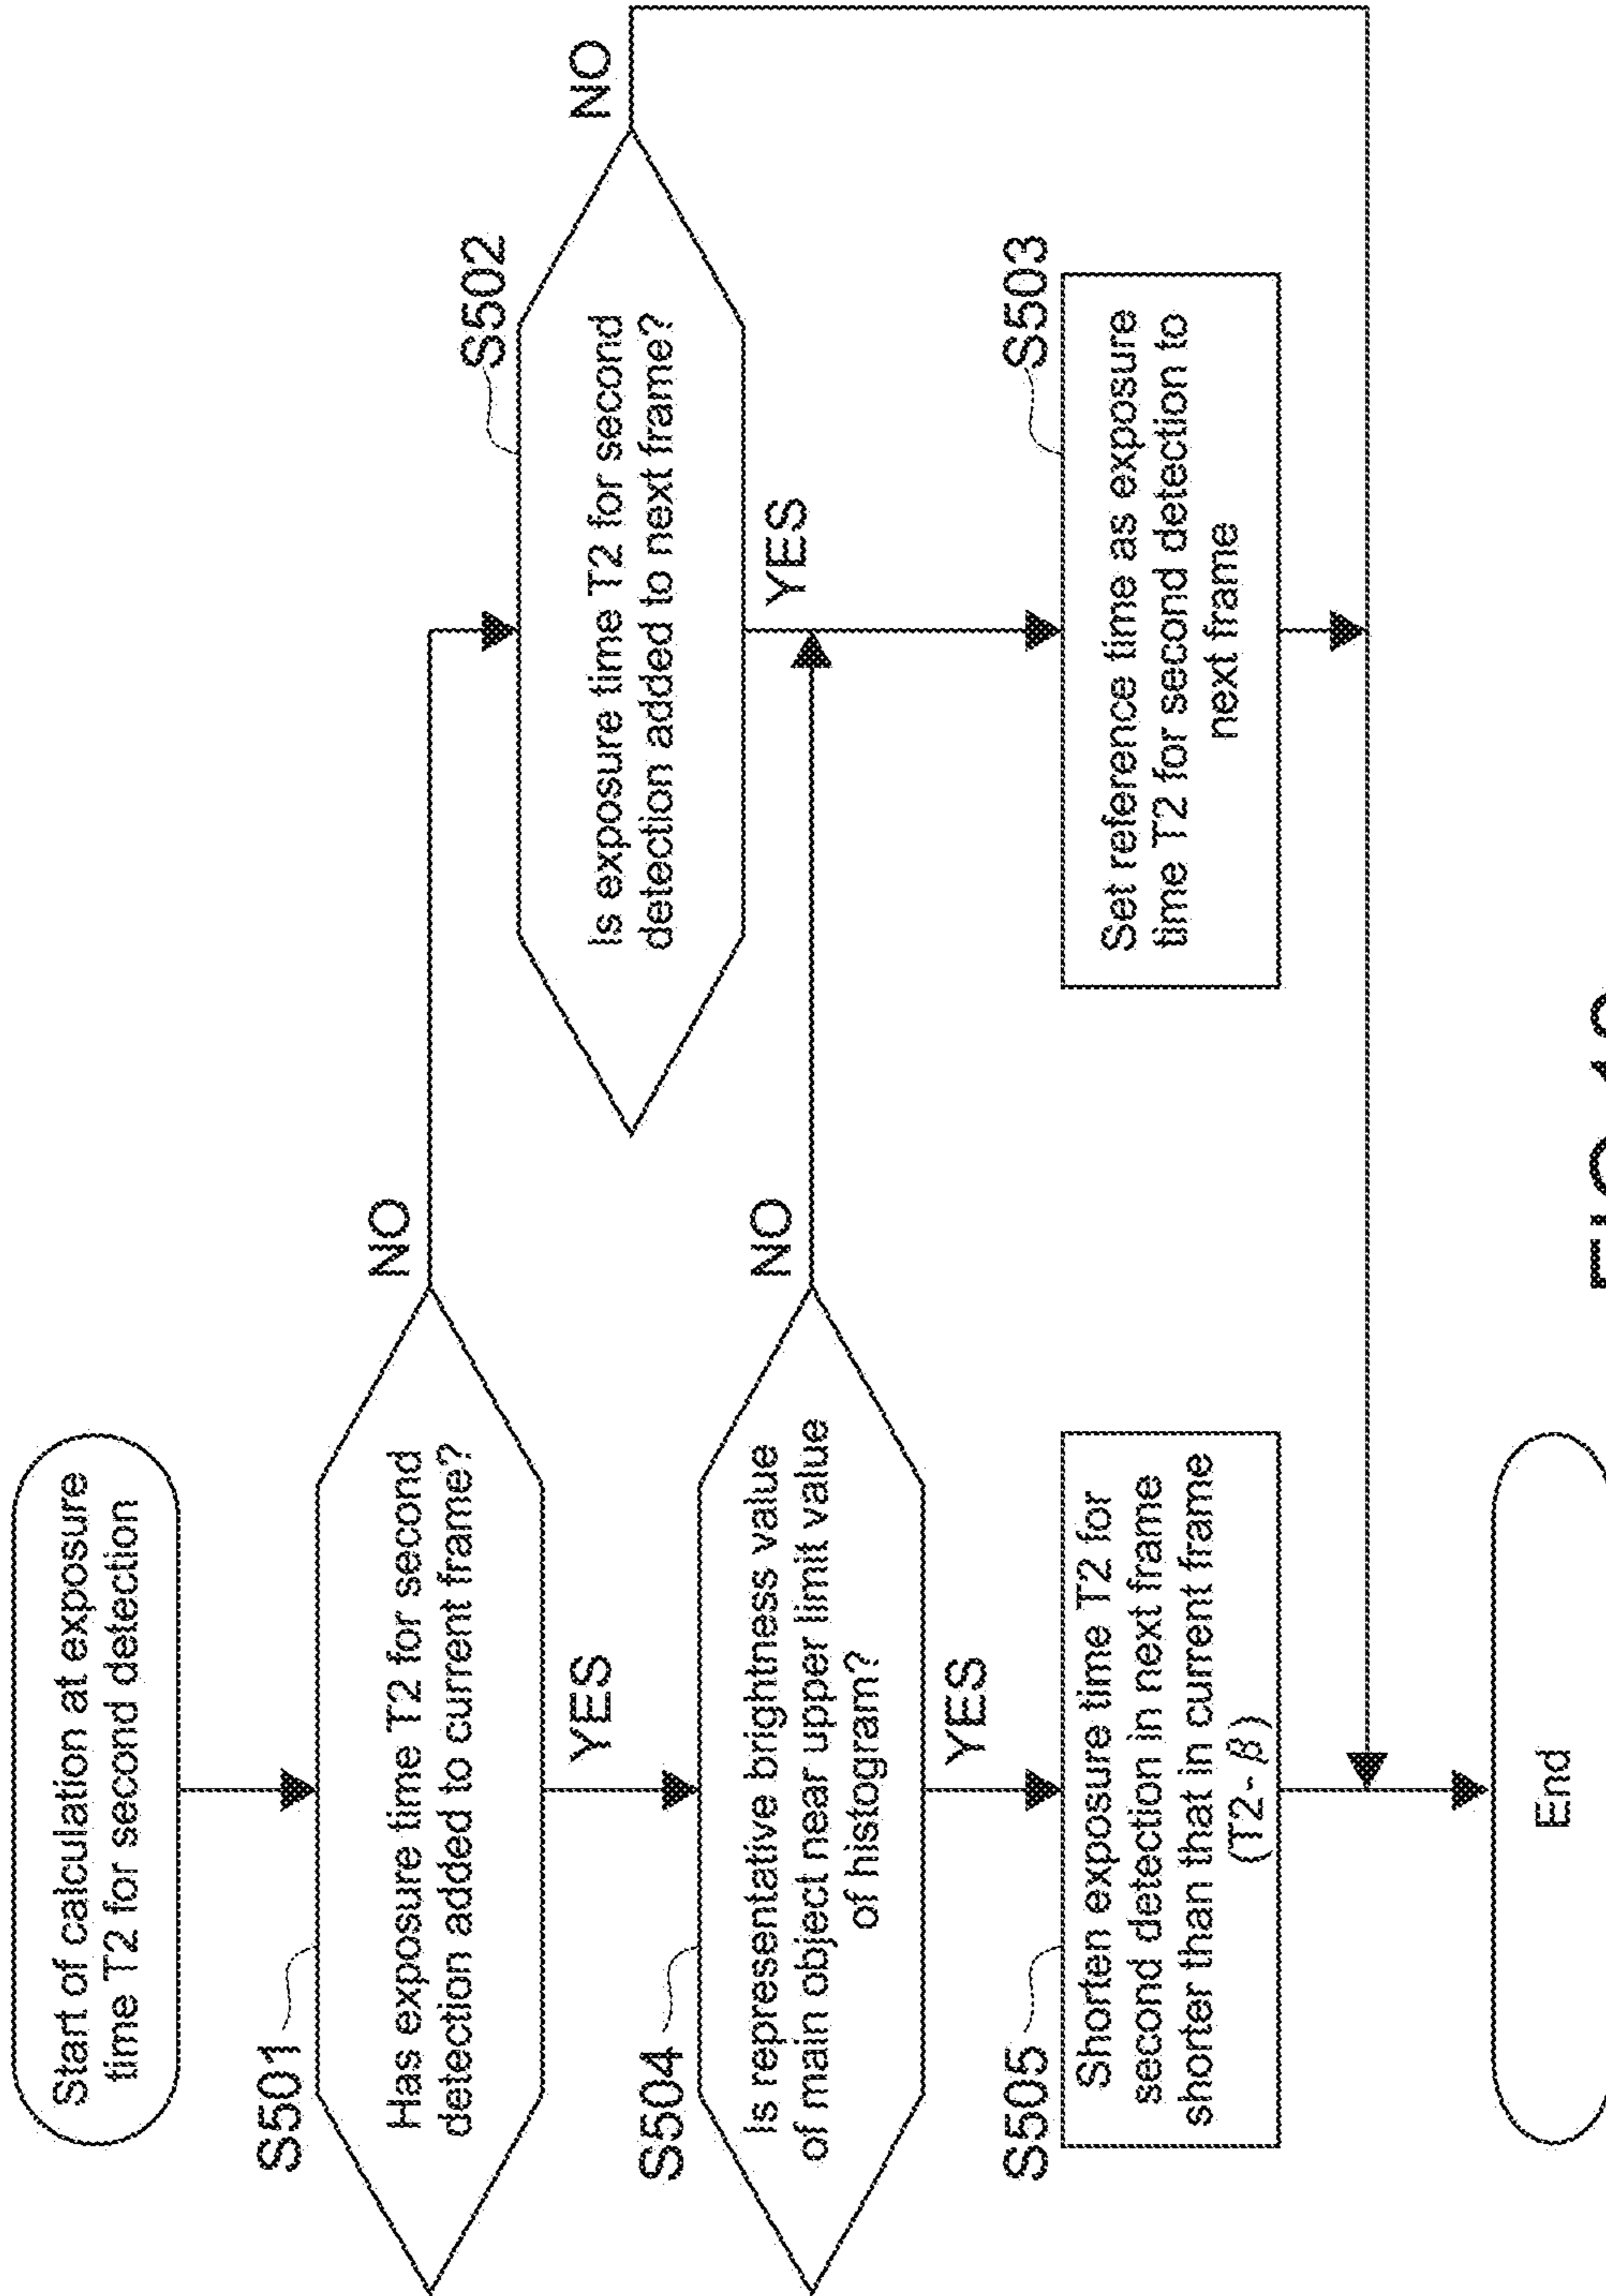 Start of calculation at exposure
time T2 for second detection
S501
Has exposure time T2 for second
detection added to current frame?
NO
YES
S502
Is exposure time T2 for second
detection added to next frame?
NO
YES
S504
Is representative brightness value
of main object near upper limit value
of histogram?
NO
YES
S503
Set reference time as exposure
time T2 for second detection to
next frame
S505
Shorten exposure time T2 for
second detection in next frame
shorter than that in current frame
(T2- β)
End